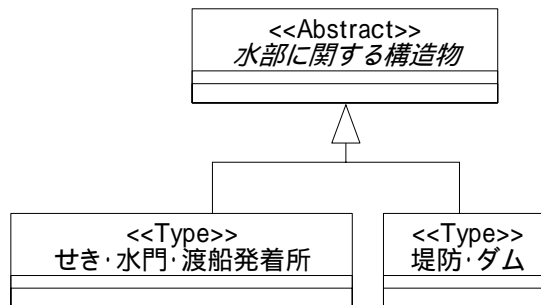 <<Abstract>>
水部に関する構造物
<<Type>>
せき･水門･渡船発着所
<<Type>>
堤防･ダム